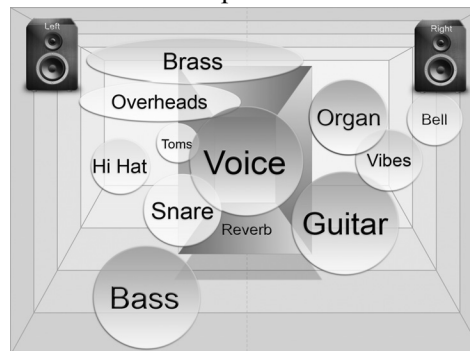 Left
Right
Brass
Overheads
Organ
Bell
Toms
Hi Hat
Voice
Vibes
Snare
Reverb
Guitar
Bass